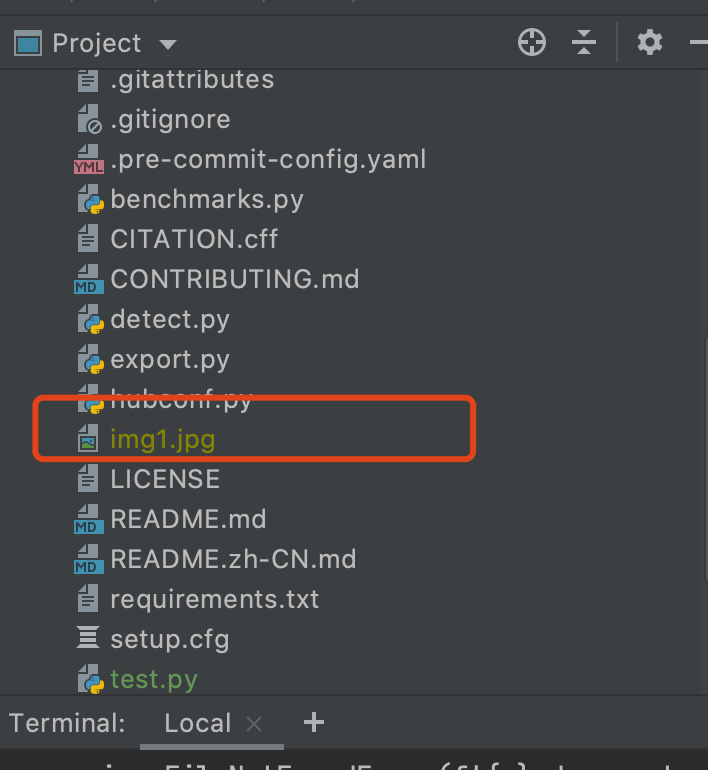 Project
.gitattributes
.gitignore
YML .pre-commit-config.yaml
benchmarks.py
CITATION.cff
MD CONTRIBUTING.md
detect.py
export.py
hubconf.py
img1.jpg
LICENSE
MD README.md
MD README.zh-CN.md
requirements.txt
setup.cfg
test.py
Terminal: Local × +